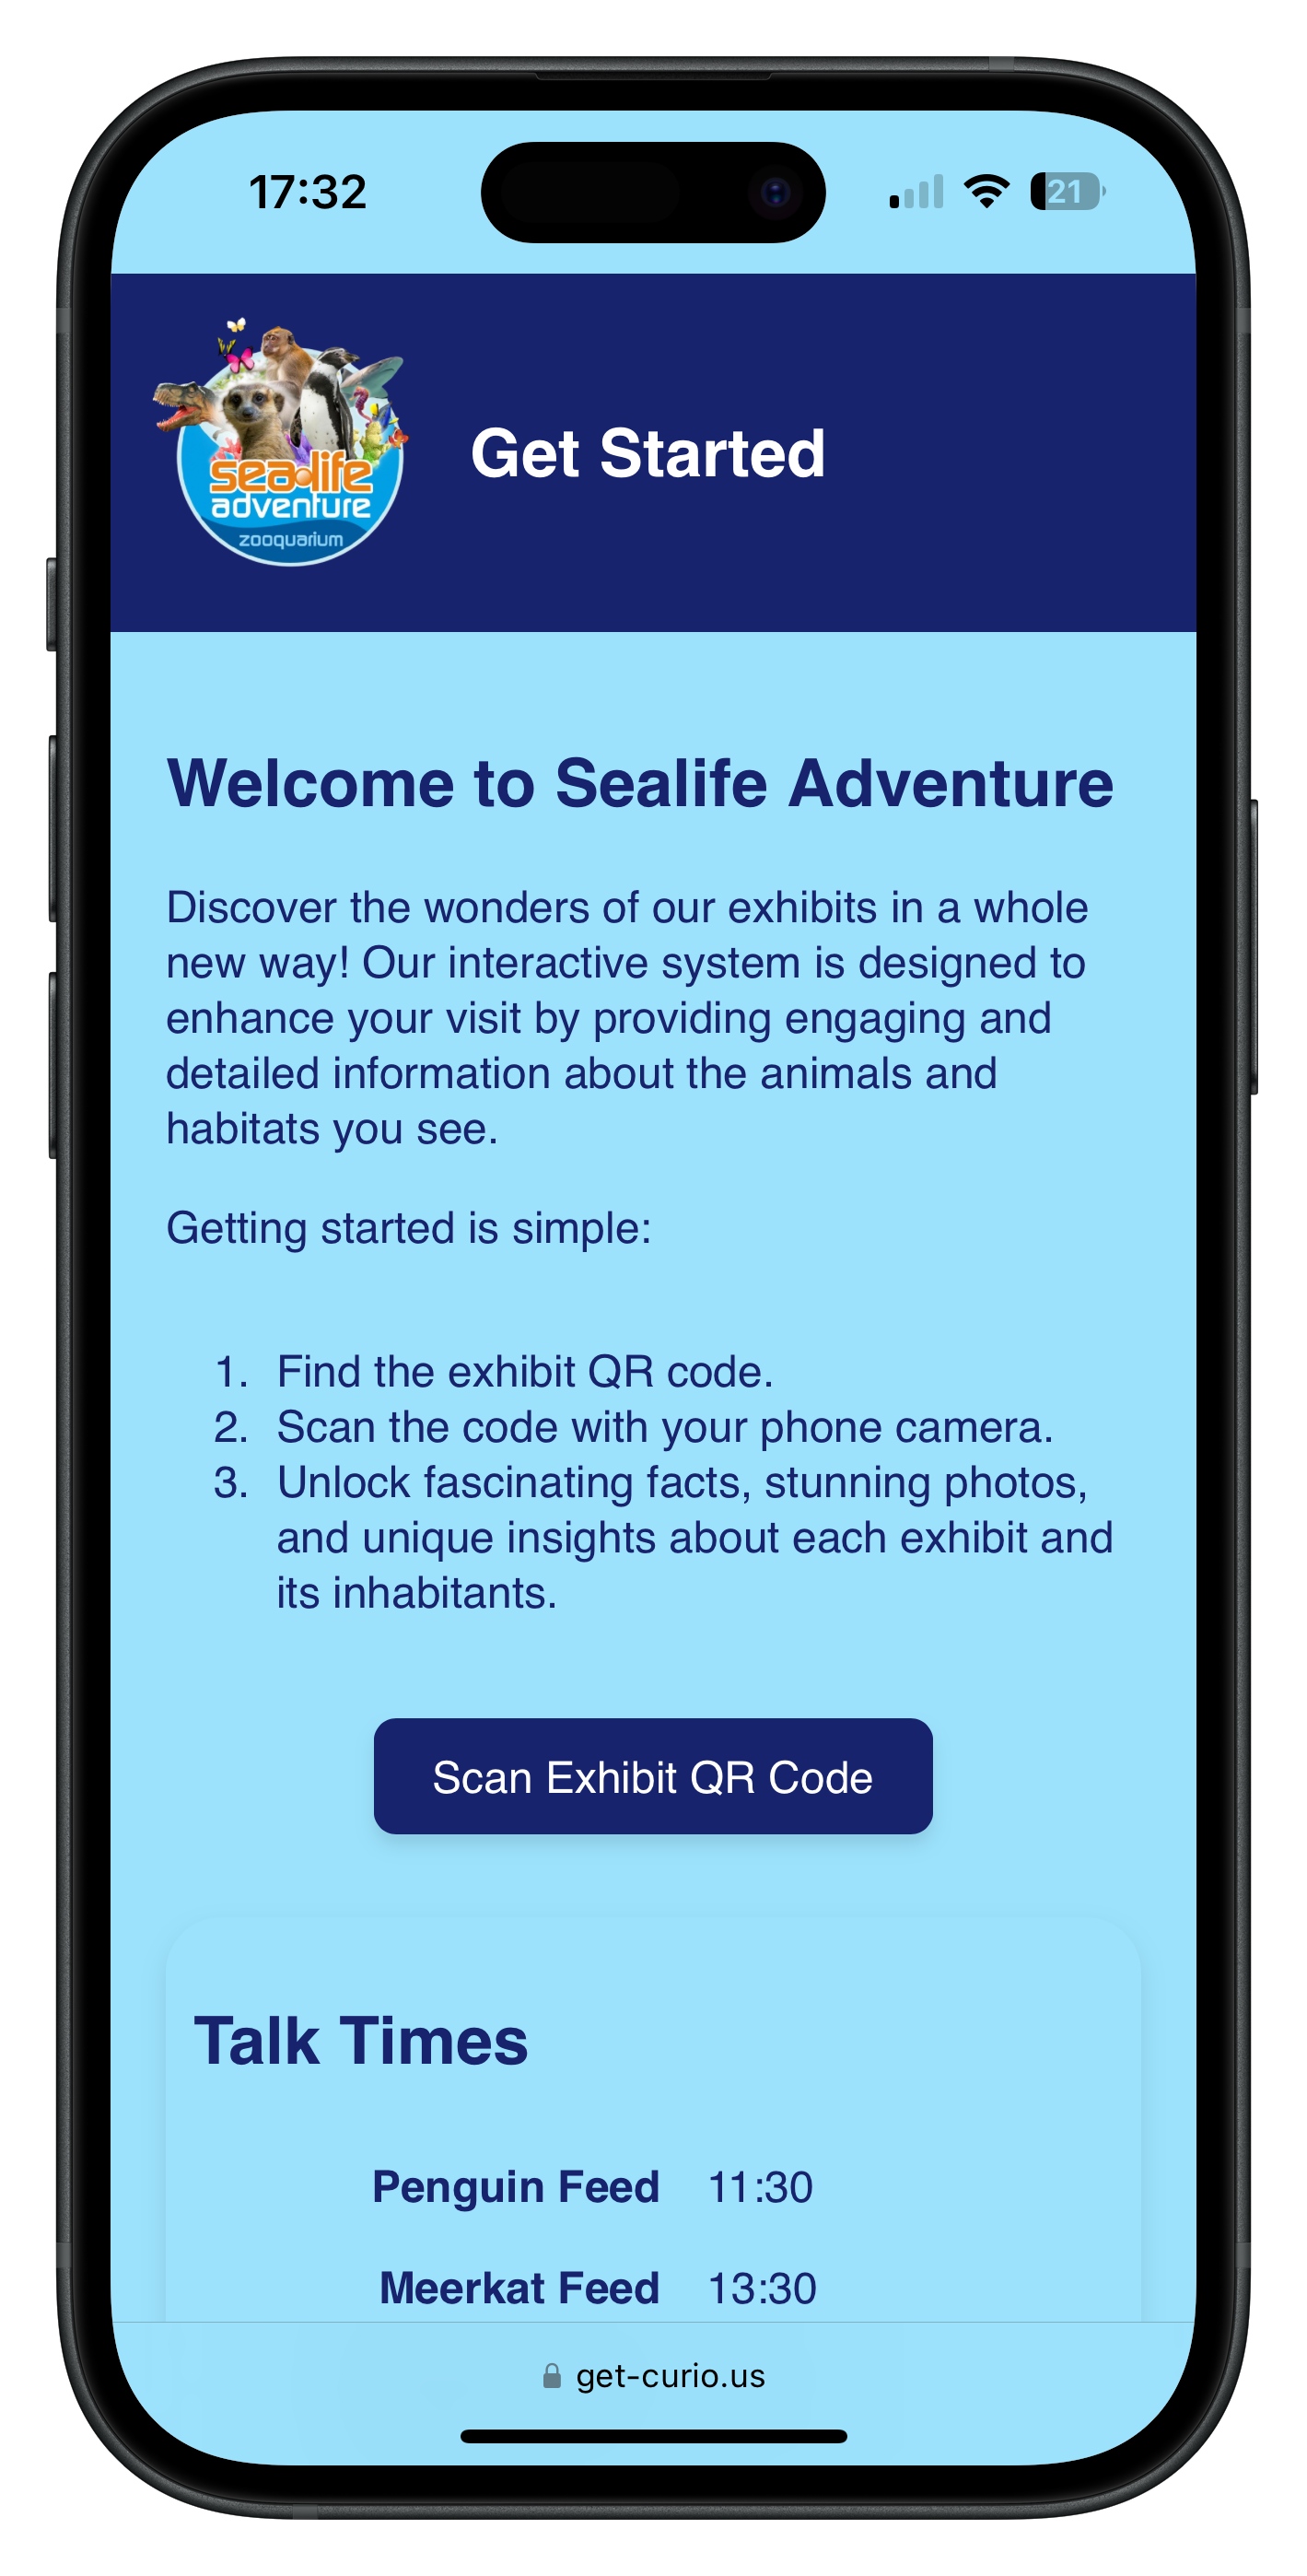 17:32
21
sealife
adventure
zooquarium
Get Started
Welcome to Sealife Adventure
Discover the wonders of our exhibits in a whole
new way! Our interactive system is designed to
enhance your visit by providing engaging and
detailed information about the animals and
habitats you see.
Getting started is simple:
1. Find the exhibit QR code.
2. Scan the code with your phone camera.
3. Unlock fascinating facts, stunning photos,
and unique insights about each exhibit and
its inhabitants.
Scan Exhibit QR Code
Talk Times
Penguin Feed 11:30
Meerkat Feed 13:30
get-curio.us